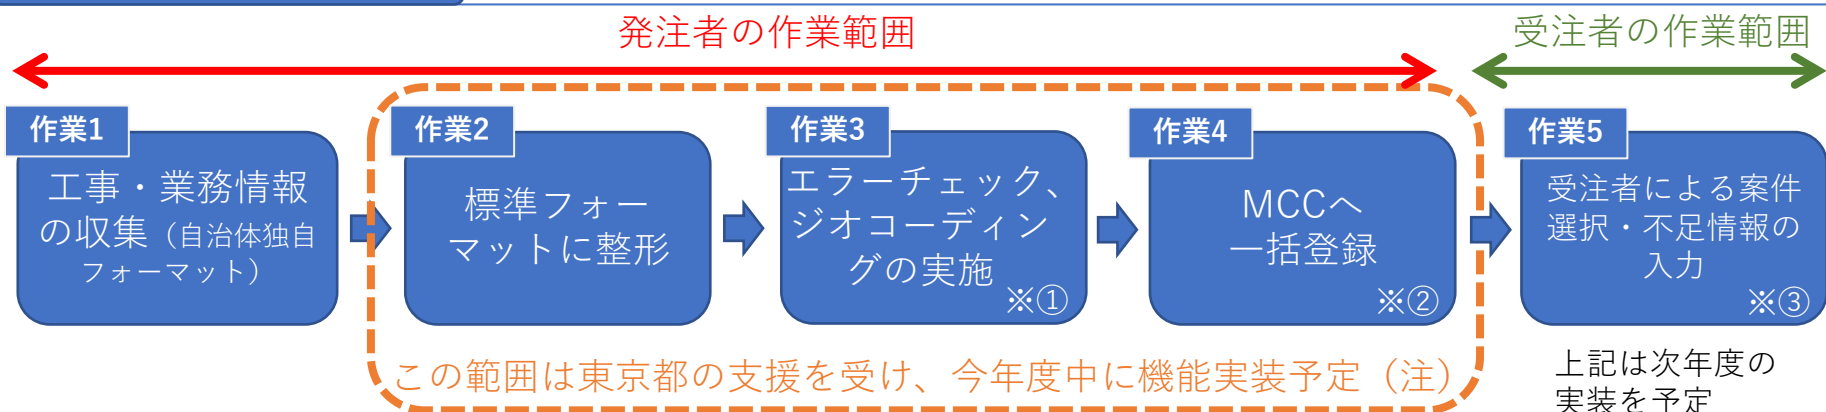 発注者の作業範囲
受注者の作業範囲
作業1
工事・業務情報
の収集（自治体独自
フォーマット）
作業2
標準フォー
マットに整形
作業3
エラーチェック、
ジオコーディン
グの実施
※①
作業4
MCCへ
一括登録
※②
作業5
受注者による案件
選択・不足情報の
入力
※③
この範囲は東京都の支援を受け、今年度中に機能実装予定（注）
上記は次年度の
実装を予定